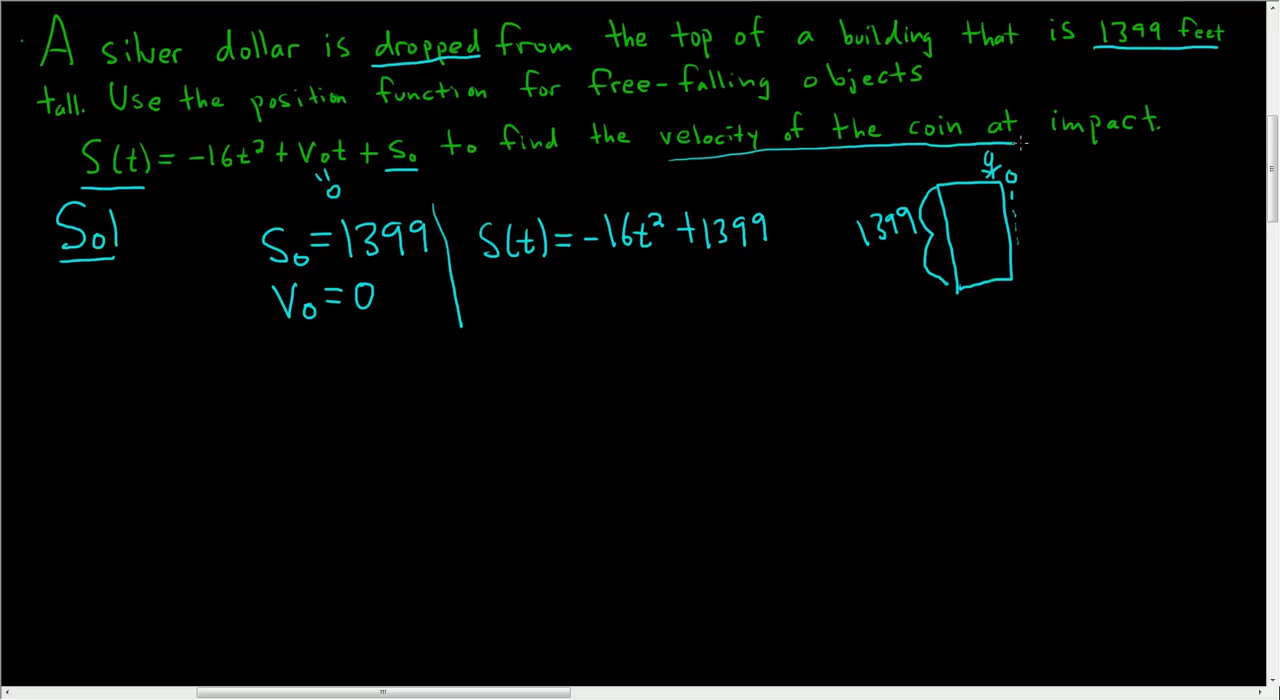 A silver dollar is dropped from the top of a building that is 1399 feet
tall. Use the position function for free-falling objects
S(t) = -16t² + V₀t + S₀ to find the velocity of the coin at impact.
" 0
Sol
S₀ = 1399
V₀ = 0
S(t) = -16t² + 1399
1399